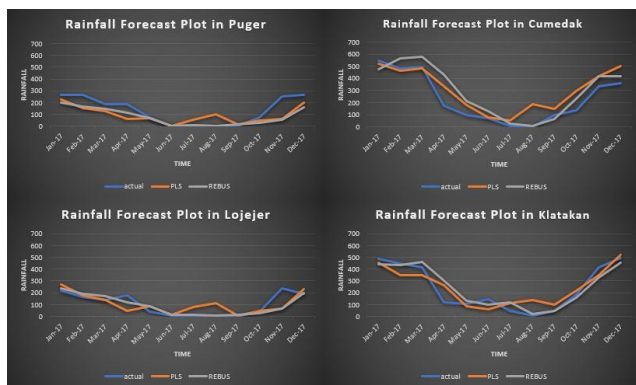 Rainfall Forecast Plot in Puger
RAINFALL
700
600
500
400
300
200
100
0
Jan-17
Feb-17
Mar-17
Apr-17
May-17
Jun-17
Jul-17
Aug-17
Sep-17
Oct-17
Nov-17
Dec-17
TIME
actual PLS REBUS
Rainfall Forecast Plot in Cumedak
RAINFALL
700
600
500
400
300
200
100
0
Jan-17
Feb-17
Mar-17
Apr-17
May-17
Jun-17
Jul-17
Aug-17
Sep-17
Oct-17
Nov-17
Dec-17
TIME
actual PLS REBUS
Rainfall Forecast Plot in Lojejer
RAINFALL
700
600
500
400
300
200
100
0
Jan-17
Feb-17
Mar-17
Apr-17
May-17
Jun-17
Jul-17
Aug-17
Sep-17
Oct-17
Nov-17
Dec-17
TIME
actual PLS REBUS
Rainfall Forecast Plot in Klatakan
RAINFALL
700
600
500
400
300
200
100
0
Jan-17
Feb-17
Mar-17
Apr-17
May-17
Jun-17
Jul-17
Aug-17
Sep-17
Oct-17
Nov-17
Dec-17
TIME
actual PLS REBUS